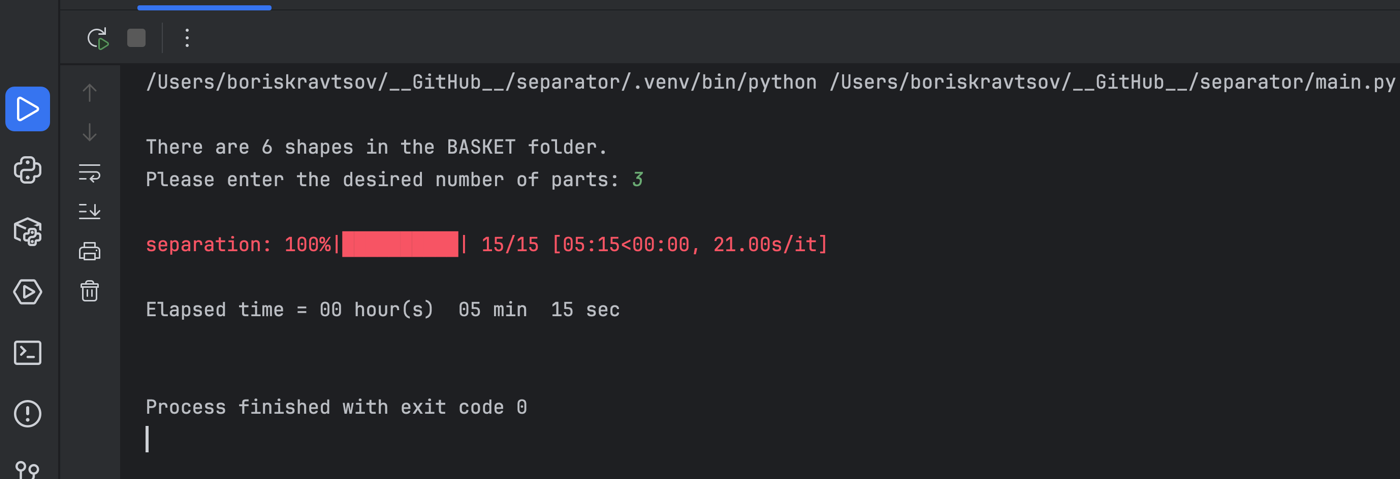 /Users/boriskravtsov/__GitHub__/separator/.venv/bin/python /Users/boriskravtsov/__GitHub__/separator/main.py
There are 6 shapes in the BASKET folder.
Please enter the desired number of parts: 3
separation: 100%|██████████| 15/15 [05:15<00:00, 21.00s/it]
Elapsed time = 00 hour(s)  05 min  15 sec
Process finished with exit code 0